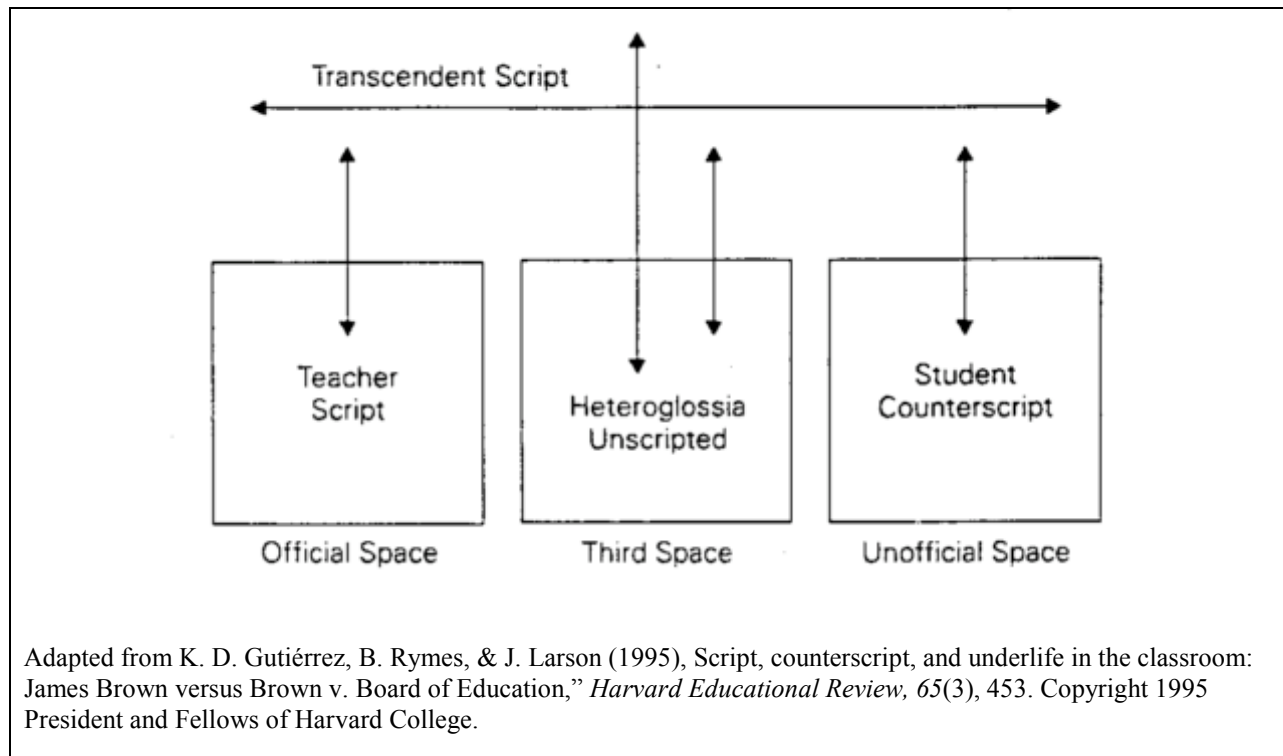 Transcendent Script
Teacher
Script
Heteroglossia
Unscripted
Student
Counterscript
Official Space
Third Space
Unofficial Space
Adapted from K. D. Gutiérrez, B. Rymes, & J. Larson (1995), Script, counterscript, and underlife in the classroom:
James Brown versus Brown v. Board of Education,” Harvard Educational Review, 65(3), 453. Copyright 1995
President and Fellows of Harvard College.